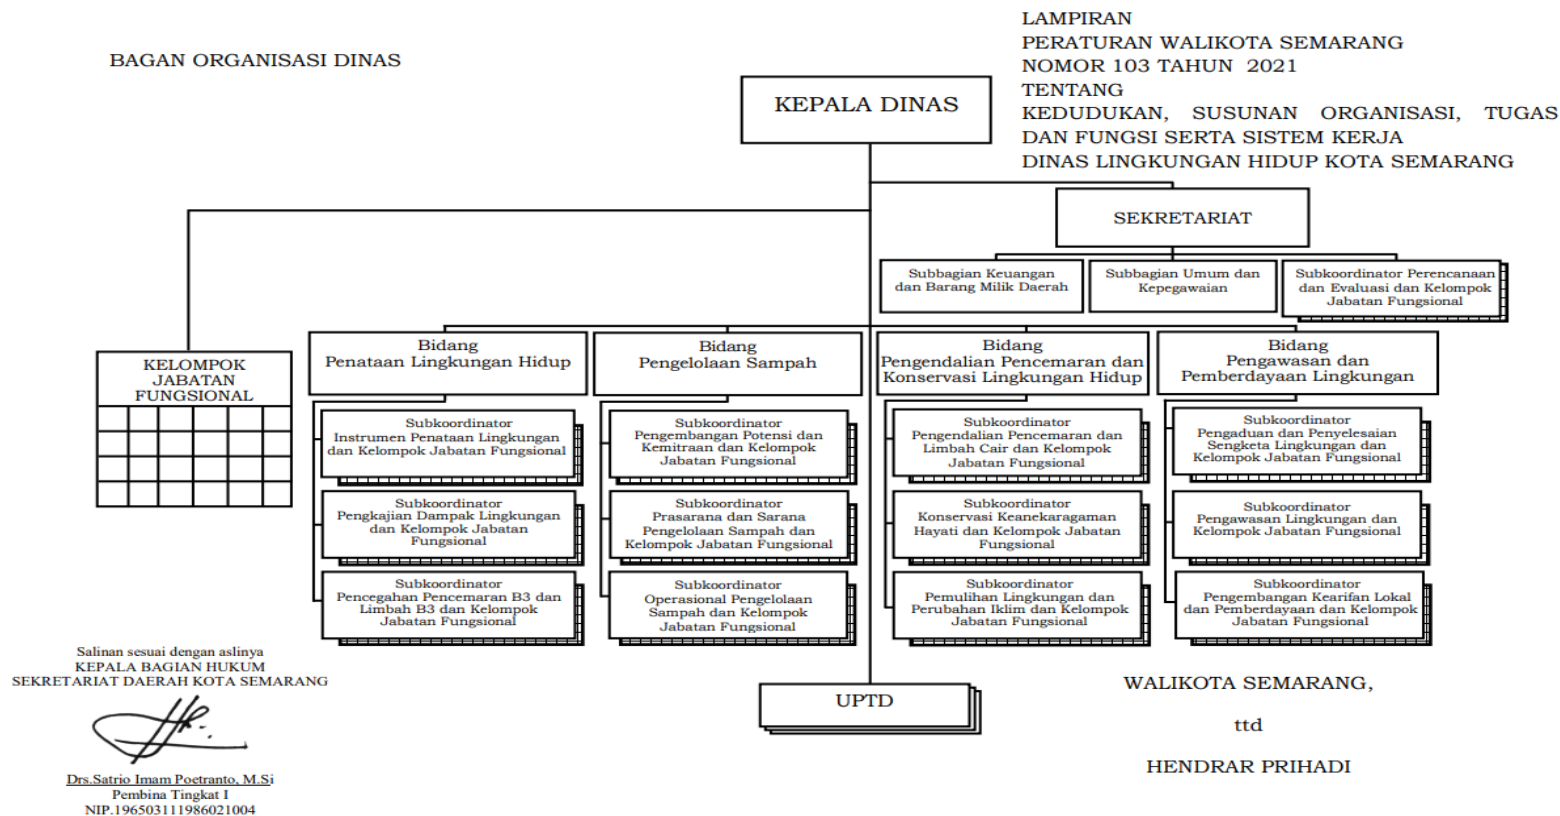 BAGAN ORGANISASI DINAS
LAMPIRAN
PERATURAN WALIKOTA SEMARANG
NOMOR 103 TAHUN 2021
TENTANG
KEDUDUKAN, SUSUNAN ORGANISASI, TUGAS
DAN FUNGSI SERTA SISTEM KERJA
DINAS LINGKUNGAN HIDUP KOTA SEMARANG
KEPALA DINAS
SEKRETARIAT
Subbagian Keuangan
dan Barang Milik Daerah
Subbagian Umum dan
Kepegawaian
Subkoordinator Perencanaan
dan Evaluasi dan Kelompok
Jabatan Fungsional
KELOMPOK
JABATAN
FUNGSIONAL
Bidang
Penataan Lingkungan Hidup
Subkoordinator
Instrumen Penataan Lingkungan
dan Kelompok Jabatan Fungsional
Subkoordinator
Pengkajian Dampak Lingkungan
dan Kelompok Jabatan
Fungsional
Subkoordinator
Pencegahan Pencemaran B3 dan
Limbah B3 dan Kelompok
Jabatan Fungsional
Bidang
Pengelolaan Sampah
Subkoordinator
Pengembangan Potensi dan
Kemitraan dan Kelompok
Jabatan Fungsional
Subkoordinator
Prasarana dan Sarana
Pengelolaan Sampah dan
Kelompok Jabatan Fungsional
Subkoordinator
Operasional Pengelolaan
Sampah dan Kelompok
Jabatan Fungsional
Bidang
Pengendalian Pencemaran dan
Konservasi Lingkungan Hidup
Subkoordinator
Pengendalian Pencemaran dan
Limbah Cair dan Kelompok
Jabatan Fungsional
Subkoordinator
Konservasi Keanekaragaman
Hayati dan Kelompok Jabatan
Fungsional
Subkoordinator
Pemulihan Lingkungan dan
Perubahan Iklim dan Kelompok
Jabatan Fungsional
Bidang
Pengawasan dan
Pemberdayaan Lingkungan
Subkoordinator
Pengaduan dan Penyelesaian
Sengketa Lingkungan dan
Kelompok Jabatan Fungsional
Subkoordinator
Pengawasan Lingkungan dan
Kelompok Jabatan Fungsional
Subkoordinator
Pengembangan Kearifan Lokal
dan Pemberdayaan dan Kelompok
Jabatan Fungsional
UPTD
Salinan sesuai dengan aslinya
KEPALA BAGIAN HUKUM
SEKRETARIAT DAERAH KOTA SEMARANG
Drs.Satrio Imam Poetranto, M.Si
Pembina Tingkat I
NIP.196503111986021004
WALIKOTA SEMARANG,
ttd
HENDRAR PRIHADI